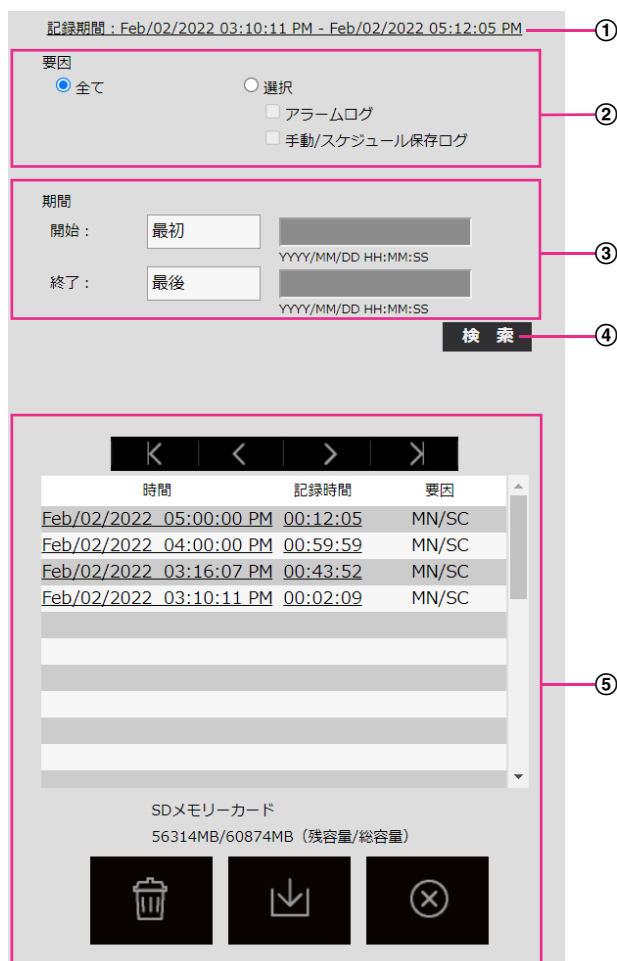 記録期間 : Feb/02/2022 03:10:11 PM - Feb/02/2022 05:12:05 PM ①
要因
全て 選択
アラームログ ②
手動/スケジュール保存ログ
期間
開始 : 最初
YYYY/MM/DD HH:MM:SS ③
終了 : 最後
YYYY/MM/DD HH:MM:SS
検 索 ④
時間 記録時間 要因
Feb/02/2022 05:00:00 PM 00:12:05 MN/SC
Feb/02/2022 04:00:00 PM 00:59:59 MN/SC
Feb/02/2022 03:16:07 PM 00:43:52 MN/SC
Feb/02/2022 03:10:11 PM 00:02:09 MN/SC
⑤
SDメモリーカード
56314MB/60874MB（残容量/総容量）